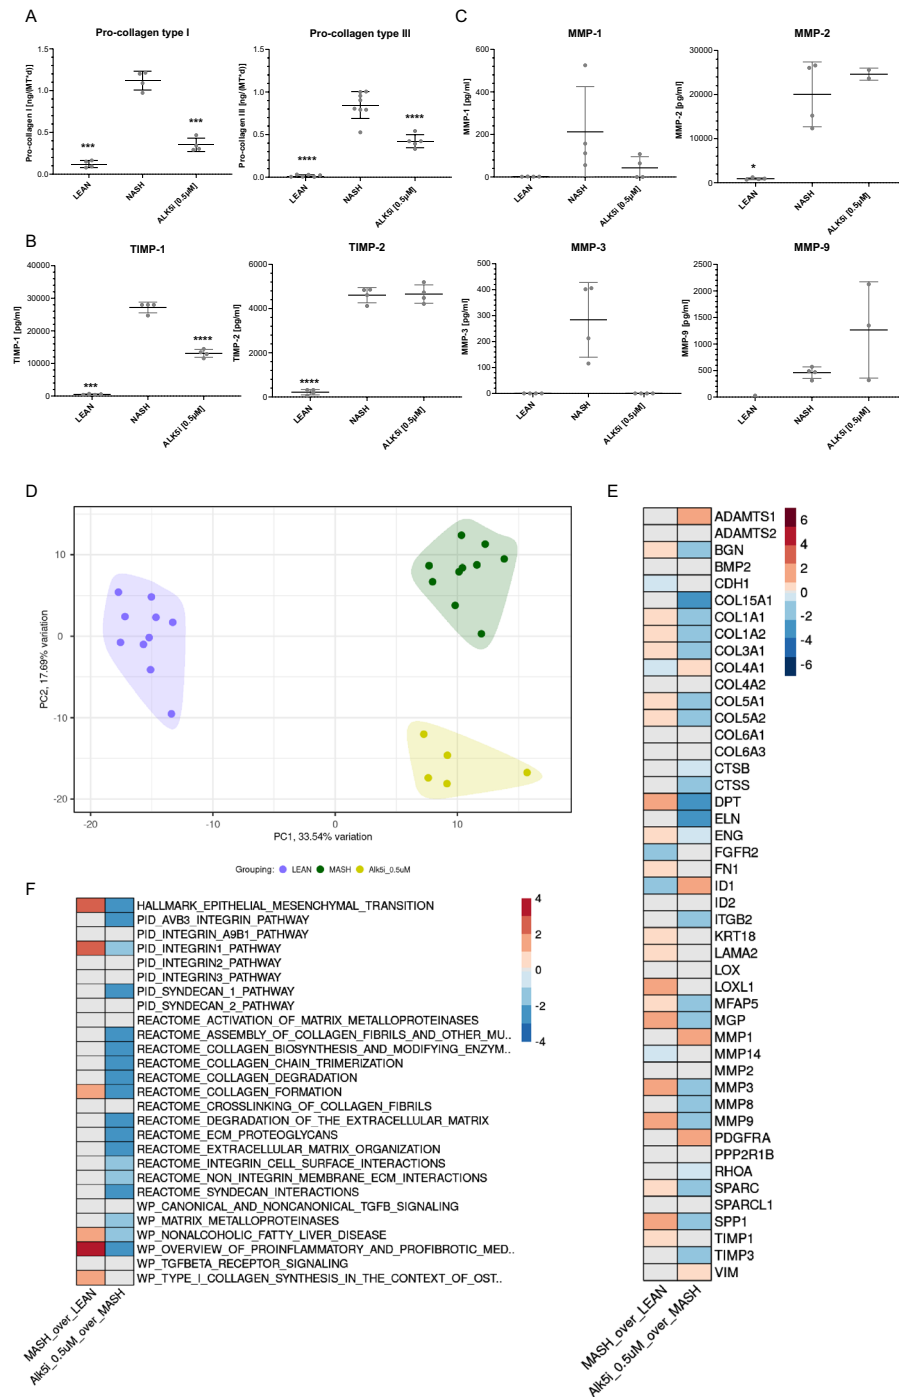 A
Pro-collagen type I
Pro-collagen I [ng/(MT*d)]
1.5
1.0
0.5
0.0
***
***
LEAN
NASH
ALK5i [0.5µM]
Pro-collagen type III
Pro-collagen III [ng/(MT*d)]
1.5
1.0
0.5
0.0
****
****
LEAN
NASH
ALK5i [0.5µM]
C
MMP-1
MMP-1 [pg/ml]
600
400
200
0
LEAN
NASH
ALK5i [0.5µM]
MMP-2
MMP-2 [pg/ml]
30000
20000
10000
0
*
LEAN
NASH
ALK5i [0.5µM]
B
TIMP-1
TIMP-1 [pg/ml]
40000
30000
20000
10000
0
***
****
LEAN
NASH
ALK5i [0.5µM]
TIMP-2
TIMP-2 [pg/ml]
6000
4000
2000
0
****
LEAN
NASH
ALK5i [0.5µM]
MMP-3
MMP-3 [pg/ml]
500
400
300
200
100
0
LEAN
NASH
ALK5i [0.5µM]
MMP-9
MMP-9 [pg/ml]
2500
2000
1500
1000
500
0
LEAN
NASH
ALK5i [0.5µM]
D
PC2, 17.69% variation
10
0
-10
-20
-20
-10
0
10
PC1, 33.54% variation
Grouping: LEAN MASH Alk5i_0.5uM
E
ADAMTS1
ADAMTS2
BGN
BMP2
CDH1
COL15A1
COL1A1
COL1A2
COL3A1
COL4A1
COL4A2
COL5A1
COL5A2
COL6A1
COL6A3
CTSB
CTSS
DPT
ELN
ENG
FGFR2
FN1
ID1
ID2
ITGB2
KRT18
LAMA2
LOX
LOXL1
MFAP5
MGP
MMP1
MMP14
MMP2
MMP3
MMP8
MMP9
PDGFRA
PPP2R1B
RHOA
SPARC
SPARCL1
SPP1
TIMP1
TIMP3
VIM
6
4
2
0
-2
-4
-6
MASH_over_LEAN
Alk5i_0.5uM_over_MASH
F
HALLMARK_EPITHELIAL_MESENCHYMAL_TRANSITION
PID_AVB3_INTEGRIN_PATHWAY
PID_INTEGRIN_A9B1_PATHWAY
PID_INTEGRIN1_PATHWAY
PID_INTEGRIN2_PATHWAY
PID_INTEGRIN3_PATHWAY
PID_SYNDECAN_1_PATHWAY
PID_SYNDECAN_2_PATHWAY
REACTOME_ACTIVATION_OF_MATRIX_METALLOPROTEINASES
REACTOME_ASSEMBLY_OF_COLLAGEN_FIBRILS_AND_OTHER_MU..
REACTOME_COLLAGEN_BIOSYNTHESIS_AND_MODIFYING_ENZYM..
REACTOME_COLLAGEN_CHAIN_TRIMERIZATION
REACTOME_COLLAGEN_DEGRADATION
REACTOME_COLLAGEN_FORMATION
REACTOME_CROSSLINKING_OF_COLLAGEN_FIBRILS
REACTOME_DEGRADATION_OF_THE_EXTRACELLULAR_MATRIX
REACTOME_ECM_PROTEOGLYCANS
REACTOME_EXTRACELLULAR_MATRIX_ORGANIZATION
REACTOME_INTEGRIN_CELL_SURFACE_INTERACTIONS
REACTOME_NON_INTEGRIN_MEMBRANE_ECM_INTERACTIONS
REACTOME_SYNDECAN_INTERACTIONS
WP_CANONICAL_AND_NONCANONICAL_TGFB_SIGNALING
WP_MATRIX_METALLOPROTEINASES
WP_NONALCOHOLIC_FATTY_LIVER_DISEASE
WP_OVERVIEW_OF_PROINFLAMMATORY_AND_PROFIBROTIC_MED..
WP_TGFBETA_RECEPTOR_SIGNALING
WP_TYPE_I_COLLAGEN_SYNTHESIS_IN_THE_CONTEXT_OF_OST..
4
2
0
-2
-4
MASH_over_LEAN
Alk5i_0.5uM_over_MASH